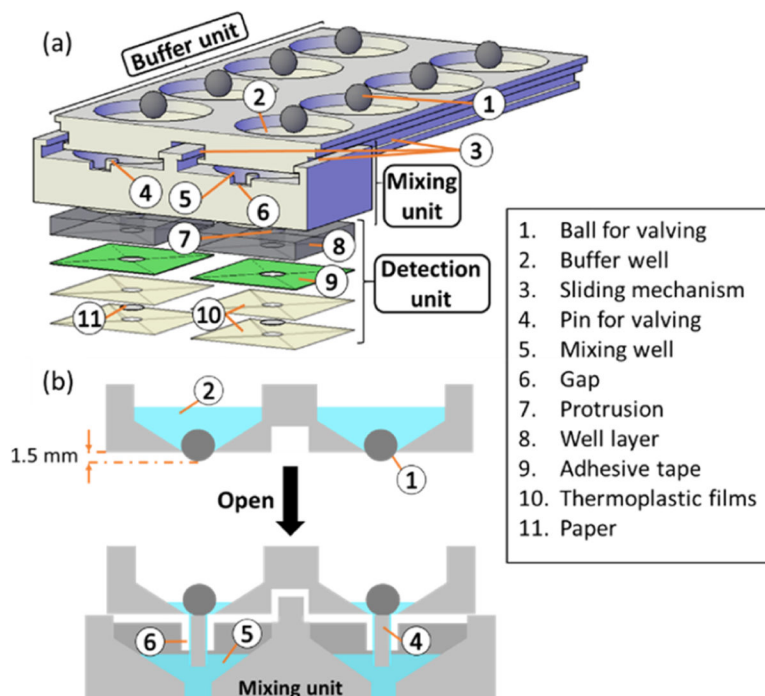 (a)
Buffer unit
2
1
3
4
5
6
Mixing
unit
7
8
9
Detection
unit
11
10
1. Ball for valving
2. Buffer well
3. Sliding mechanism
4. Pin for valving
5. Mixing well
6. Gap
7. Protrusion
8. Well layer
9. Adhesive tape
10. Thermoplastic films
11. Paper
(b)
2
1.5 mm
1
Open
6
5
4
Mixing unit